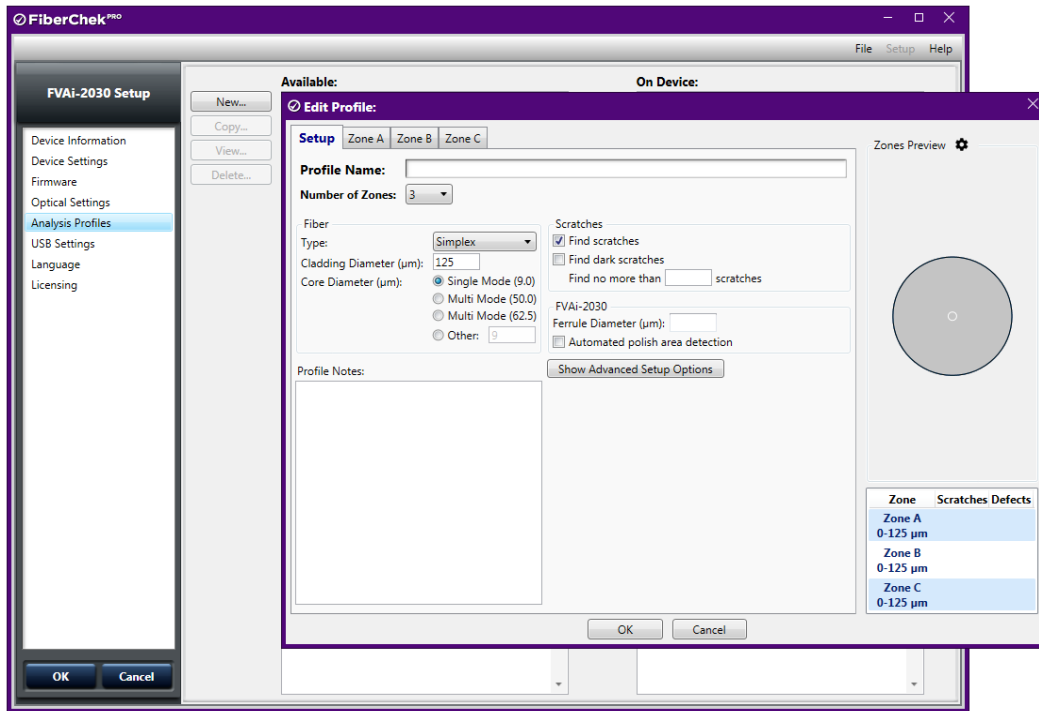 FiberChekPRO
File Setup Help
FVAi-2030 Setup
Device Information
Device Settings
Firmware
Optical Settings
Analysis Profiles
USB Settings
Language
Licensing
OK Cancel
New...
Copy...
View...
Delete...
Available: On Device:
Edit Profile:
Setup Zone A Zone B Zone C
Profile Name:
Number of Zones: 3
Fiber
Type: Simplex
Cladding Diameter (µm): 125
Core Diameter (µm): Single Mode (9.0)
Multi Mode (50.0)
Multi Mode (62.5)
Other: 9
Scratches
Find scratches
Find dark scratches
Find no more than scratches
FVAi-2030
Ferrule Diameter (µm):
Automated polish area detection
Profile Notes:
Show Advanced Setup Options
Zones Preview
Zone Scratches Defects
Zone A
0-125 µm
Zone B
0-125 µm
Zone C
0-125 µm
OK Cancel